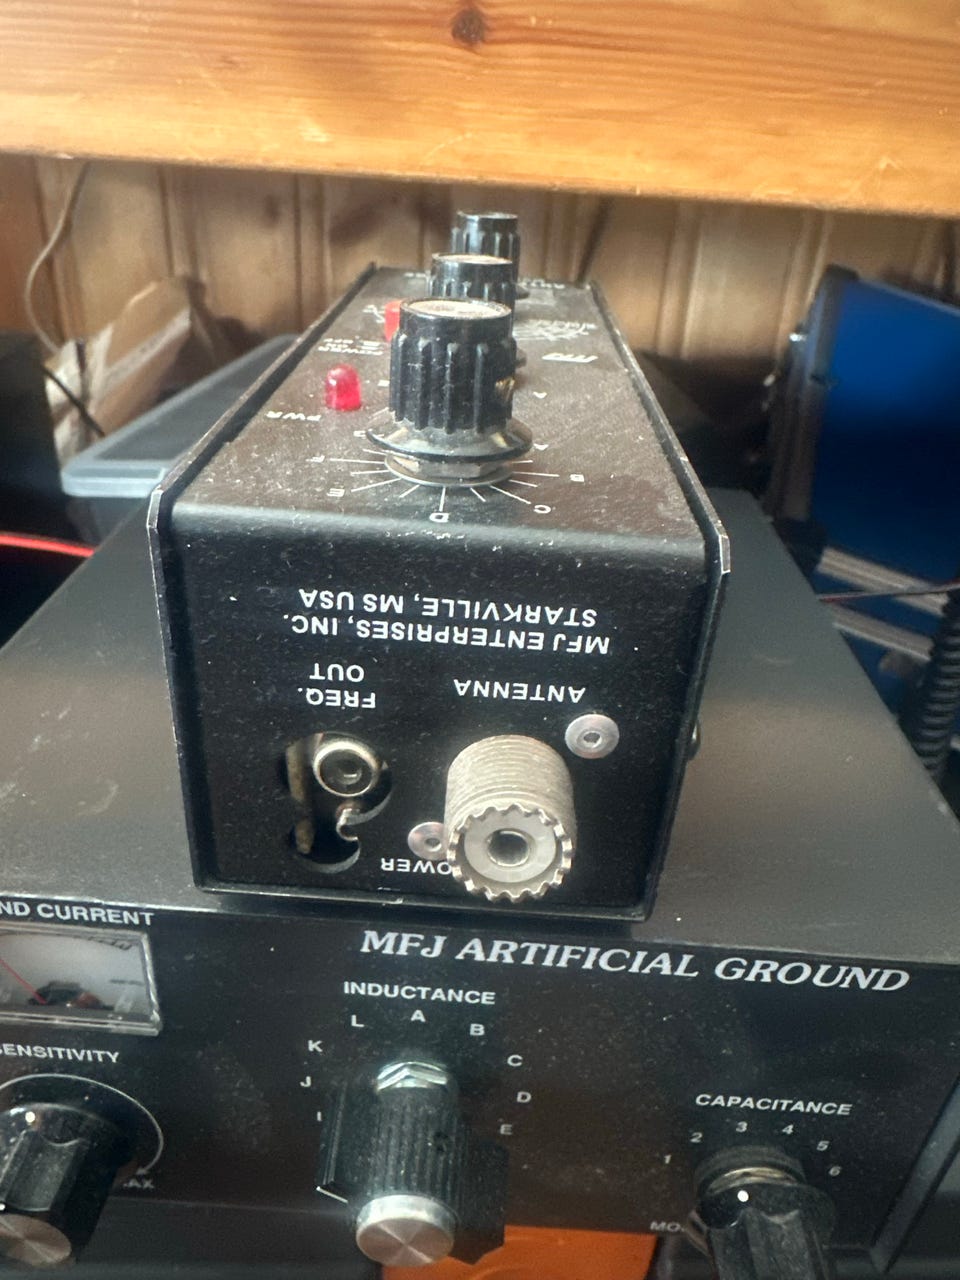 PWR
A
A
B
C
D
E
F
MFJ ENTERPRISES, INC.
STARKVILLE, MS USA
FREQ.
OUT
ANTENNA
POWER
ND CURRENT
MFJ ARTIFICIAL GROUND
INDUCTANCE
L A B
K C
J D
I E
SENSITIVITY
CAPACITANCE
1 2 3 4 5 6